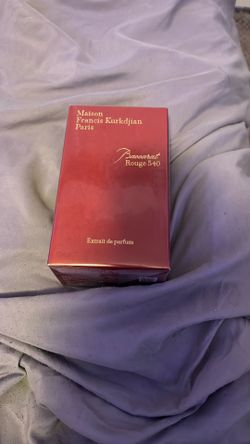 Maison
Francis Kurkdjian
Paris
Baccarat
Rouge 540
Extrait de parfum